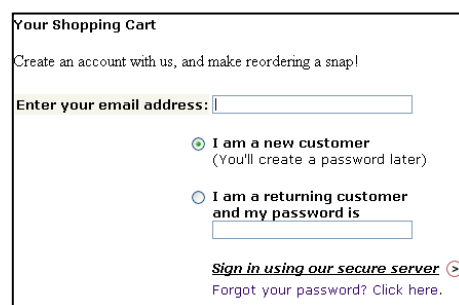 Your Shopping Cart
Create an account with us, and make reordering a snap!
Enter your email address:
I am a new customer
(You'll create a password later)
I am a returning customer
and my password is
Sign in using our secure server
Forgot your password? Click here.